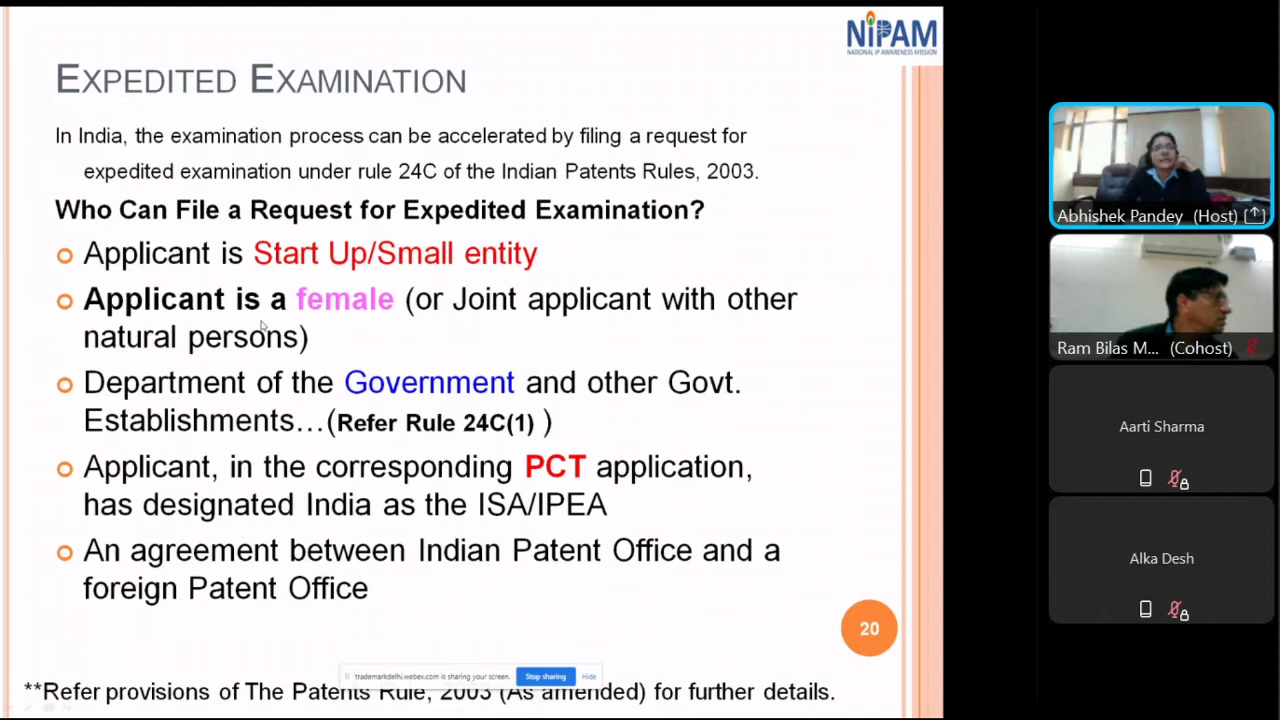 NIPAM
NATIONAL IP AWARENESS MISSION
EXPEDITED EXAMINATION
In India, the examination process can be accelerated by filing a request for
expedited examination under rule 24C of the Indian Patents Rules, 2003.
Who Can File a Request for Expedited Examination?
Applicant is Start Up/Small entity
Applicant is a female (or Joint applicant with other
natural persons)
Department of the Government and other Govt.
Establishments…(Refer Rule 24C(1) )
Applicant, in the corresponding PCT application,
has designated India as the ISA/IPEA
An agreement between Indian Patent Office and a
foreign Patent Office
20
trademarkdelhi.webex.com is sharing your screen.
Stop sharing
Hide
**Refer provisions of The Patents Rule, 2003 (As amended) for further details.
Abhishek Pandey (Host)
Ram Bilas M... (Cohost)
Aarti Sharma
Alka Desh